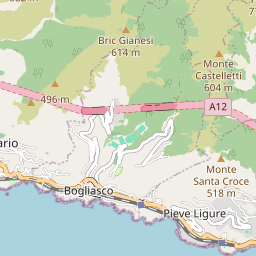 Bric Gianesi
614 m
Monte
Castelletti
604 m
496 m
A12
ario
Monte
Santa Croce
518 m
Bogliasco
Pieve Ligure